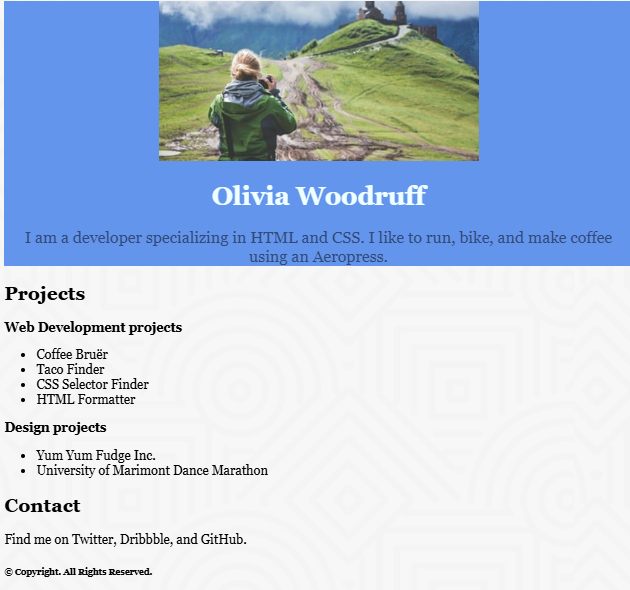 Olivia Woodruff
I am a developer specializing in HTML and CSS. I like to run, bike, and make coffee
using an Aeropress.
Projects
Web Development projects
Coffee Bruër
Taco Finder
CSS Selector Finder
HTML Formatter
Design projects
Yum Yum Fudge Inc.
University of Marimont Dance Marathon
Contact
Find me on Twitter, Dribbble, and GitHub.
© Copyright. All Rights Reserved.